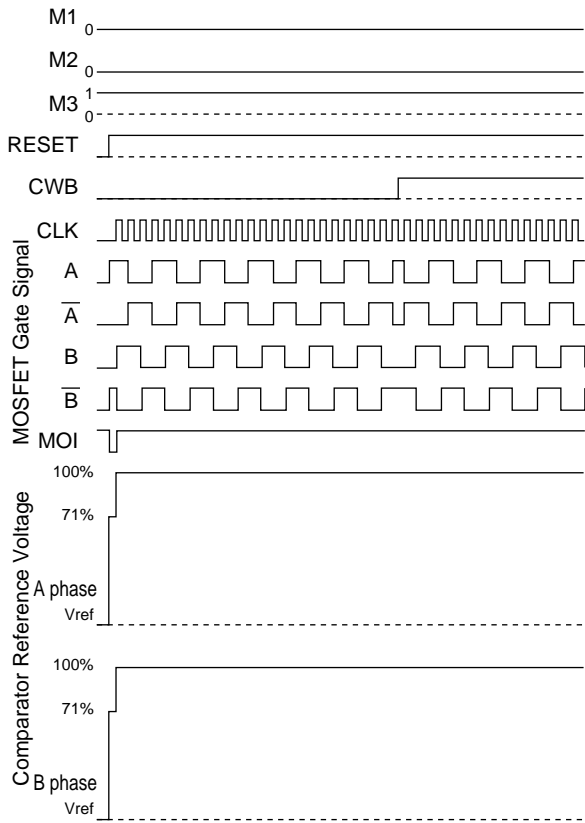 M1
0
M2
0
M3
1
0
RESET
CWB
CLK
MOSFET Gate Signal
A
A̅
B
B̅
MOI
Comparator Reference Voltage
100%
71%
A phase
Vref
100%
71%
B phase
Vref